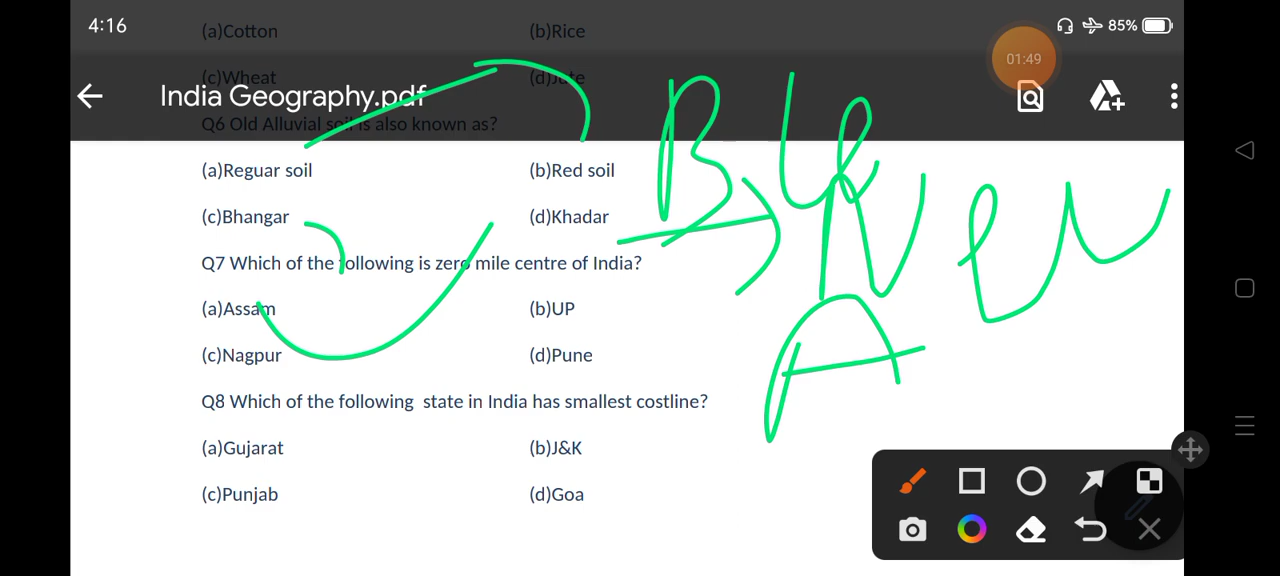 4:16
85%
01:49
(a)Cotton (b)Rice
(c)Wheat (d)Jute
India Geography.pdf
Q6 Old Alluvial soil is also known as?
(a)Reguar soil (b)Red soil
(c)Bhangar (d)Khadar
Q7 Which of the following is zero mile centre of India?
(a)Assam (b)UP
(c)Nagpur (d)Pune
Q8 Which of the following state in India has smallest costline?
(a)Gujarat (b)J&K
(c)Punjab (d)Goa